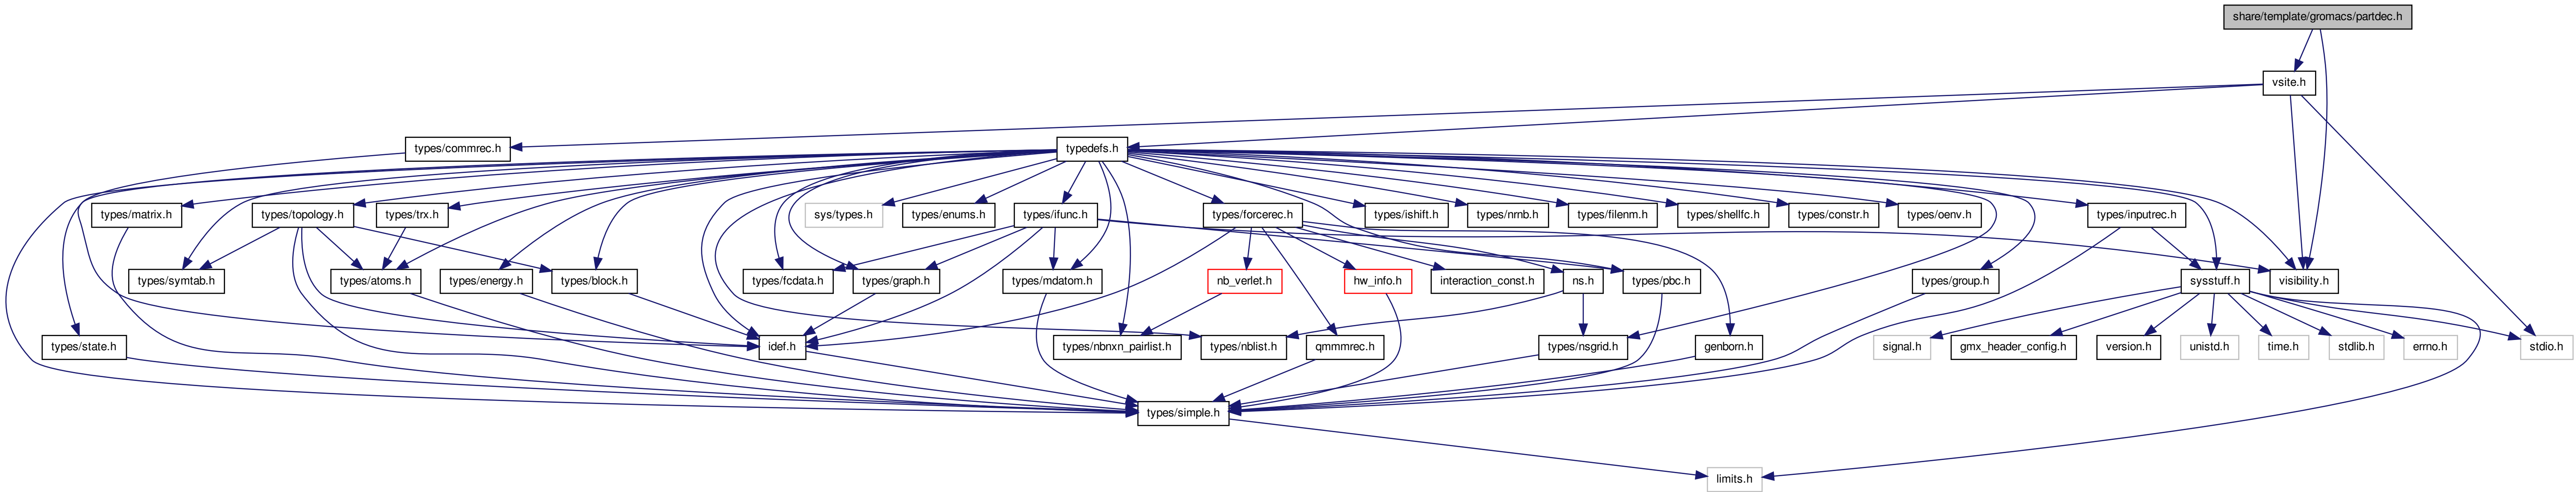 share/template/gromacs/partdec.h
vsite.h
types/commrec.h
typedefs.h
types/matrix.h
types/topology.h
types/trx.h
sys/types.h
types/enums.h
types/ifunc.h
types/forcerec.h
types/ishift.h
types/nrnb.h
types/filenm.h
types/shellfc.h
types/constr.h
types/oenv.h
types/inputrec.h
types/symtab.h
types/atoms.h
types/energy.h
types/block.h
types/fcdata.h
types/graph.h
types/mdatom.h
nb_verlet.h
hw_info.h
interaction_const.h
ns.h
types/pbc.h
types/group.h
sysstuff.h
visibility.h
types/state.h
idef.h
types/nbnxn_pairlist.h
types/nblist.h
qmmmrec.h
types/nsgrid.h
genborn.h
signal.h
gmx_header_config.h
version.h
unistd.h
time.h
stdlib.h
errno.h
stdio.h
types/simple.h
limits.h